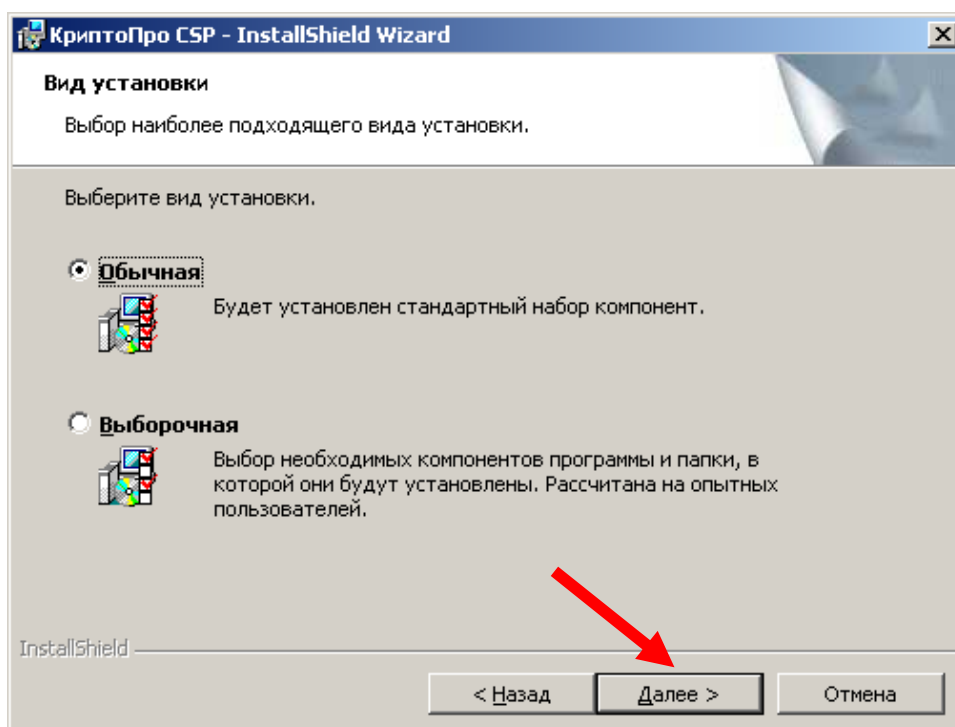 КриптоПро CSP - InstallShield Wizard
Вид установки
Выбор наиболее подходящего вида установки.
Выберите вид установки.
Обычная
Будет установлен стандартный набор компонент.
Выборочная
Выбор необходимых компонентов программы и папки, в
которой они будут установлены. Рассчитана на опытных
пользователей.
InstallShield
< Назад
Далее >
Отмена